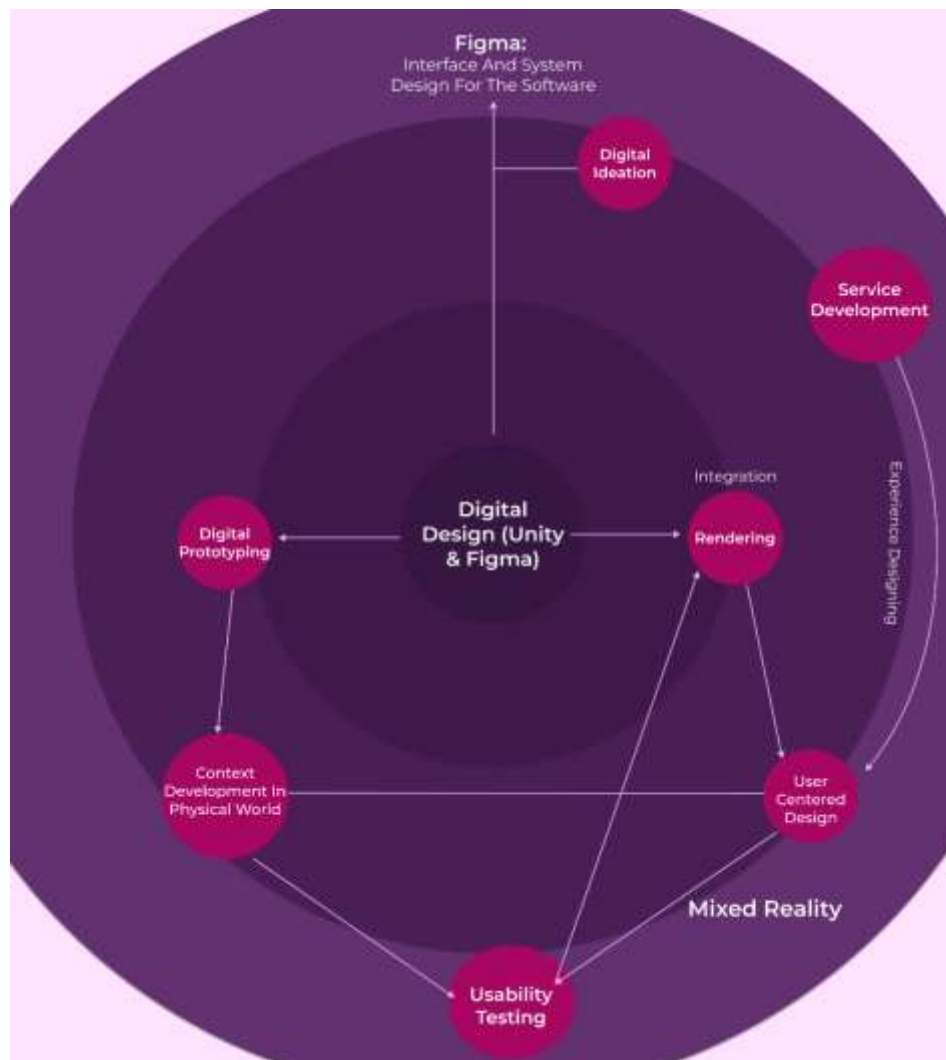 Figma:
Interface And System
Design For The Software
Digital
Ideation
Service
Development
Experience Designing
Integration
Rendering
Digital
Design (Unity
& Figma)
Digital
Prototyping
Context
Development In
Physical World
User
Centered
Design
Mixed Reality
Usability
Testing